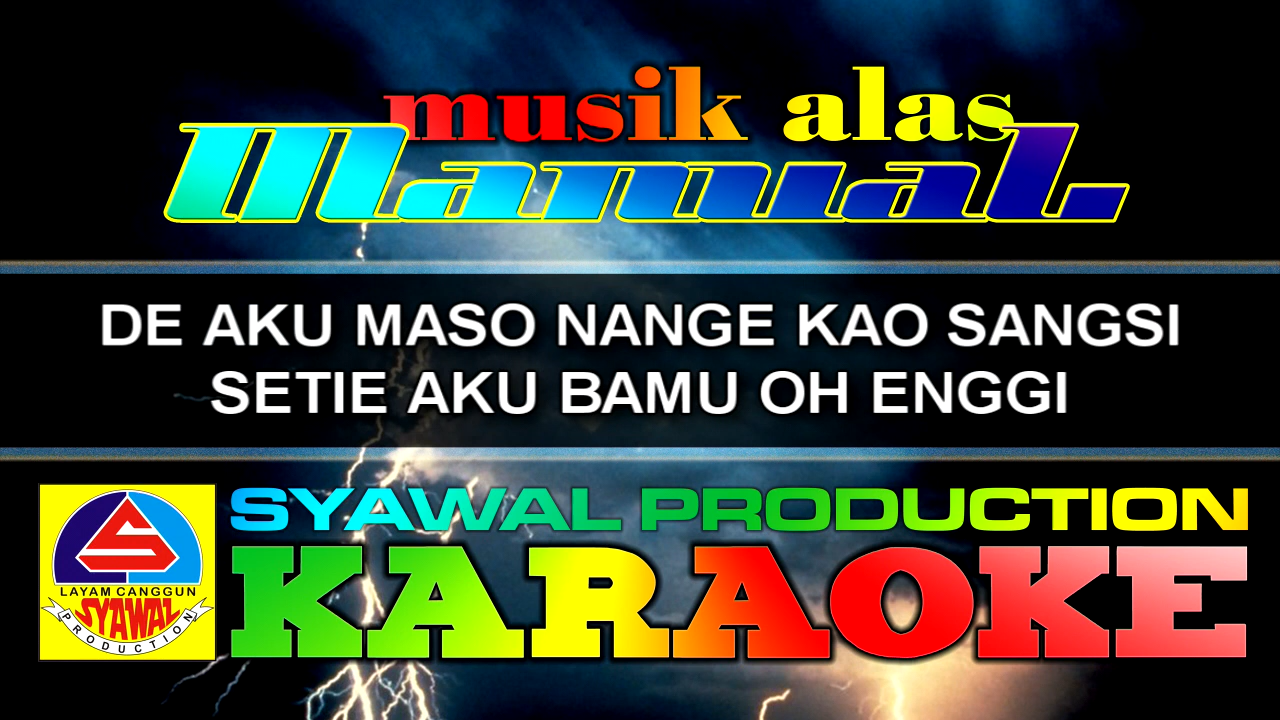 musik alas
Manual
DE AKU MASO NANGE KAO SANGSI
SETIE AKU BAMU OH ENGGI
SYAWAL PRODUCTION
KARAOKE
S
LAYAM CANGGUN
SYAWAL
PRODUCTION